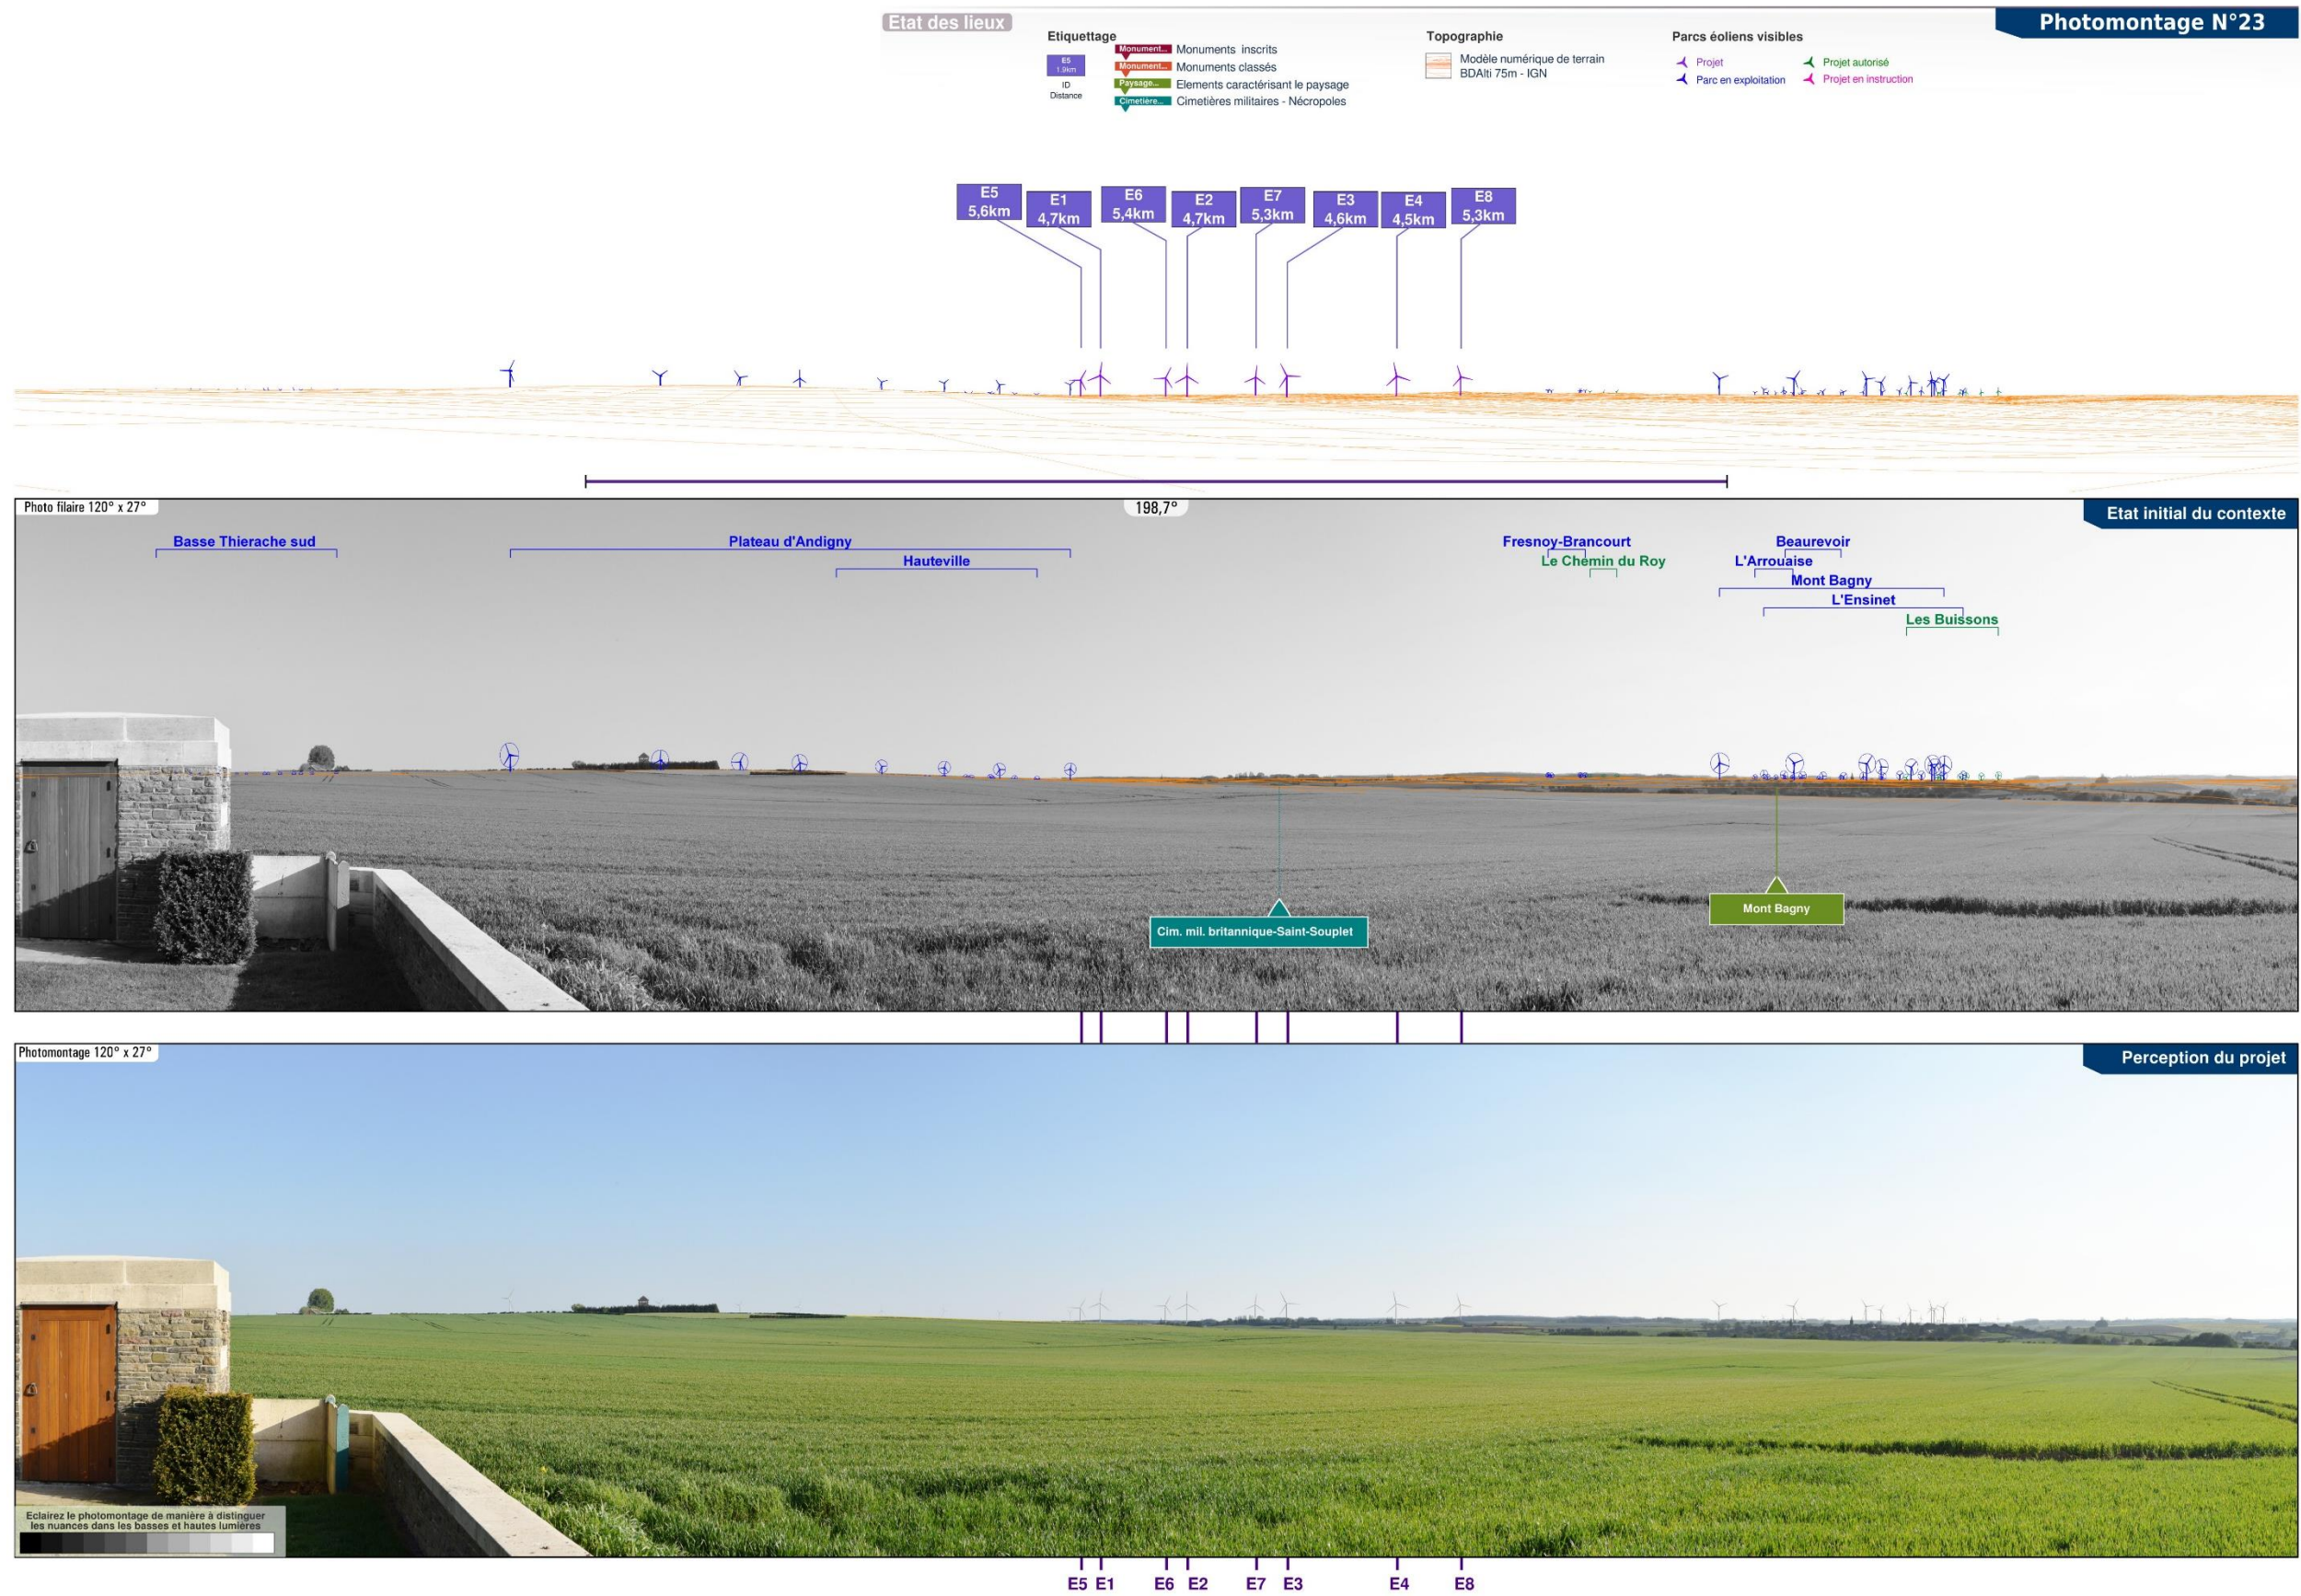 Etat des lieux
Photomontage N°23
Etiquettage
E5
1.9km
ID
Distance
Monument...
Monuments inscrits
Monument...
Monuments classés
Paysage...
Elements caractérisant le paysage
Cimetière...
Cimetières militaires - Nécropoles
Topographie
Modèle numérique de terrain
BDAlti 75m - IGN
Parcs éoliens visibles
Projet
Projet autorisé
Parc en exploitation
Projet en instruction
E5
5,6km
E1
4,7km
E6
5,4km
E2
4,7km
E7
5,3km
E3
4,6km
E4
4,5km
E8
5,3km
Photo filaire 120° x 27°
198,7°
Etat initial du contexte
Basse Thierache sud
Plateau d'Andigny
Hauteville
Fresnoy-Brancourt
Le Chemin du Roy
Beaurevoir
L'Arrouaise
Mont Bagny
L'Ensinet
Les Buissons
Cim. mil. britannique-Saint-Souplet
Mont Bagny
Photomontage 120° x 27°
Perception du projet
Eclairez le photomontage de manière à distinguer
les nuances dans les basses et hautes lumières
E5 E1 E6 E2 E7 E3 E4 E8